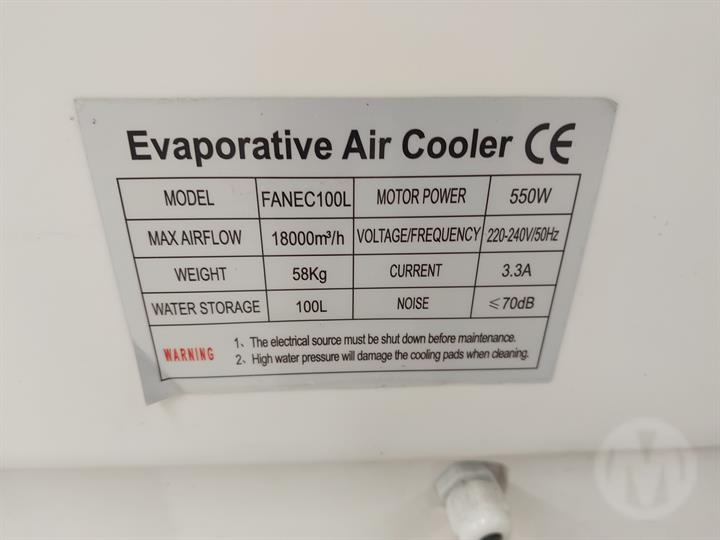 Evaporative Air Cooler CE
MODEL FANEC100L MOTOR POWER 550W
MAX AIRFLOW 18000m³/h VOLTAGE/FREQUENCY 220-240V/50Hz
WEIGHT 58Kg CURRENT 3.3A
WATER STORAGE 100L NOISE ≤70dB
WARNING
1、The electrical source must be shut down before maintenance.
2、High water pressure will damage the cooling pads when cleaning.
M